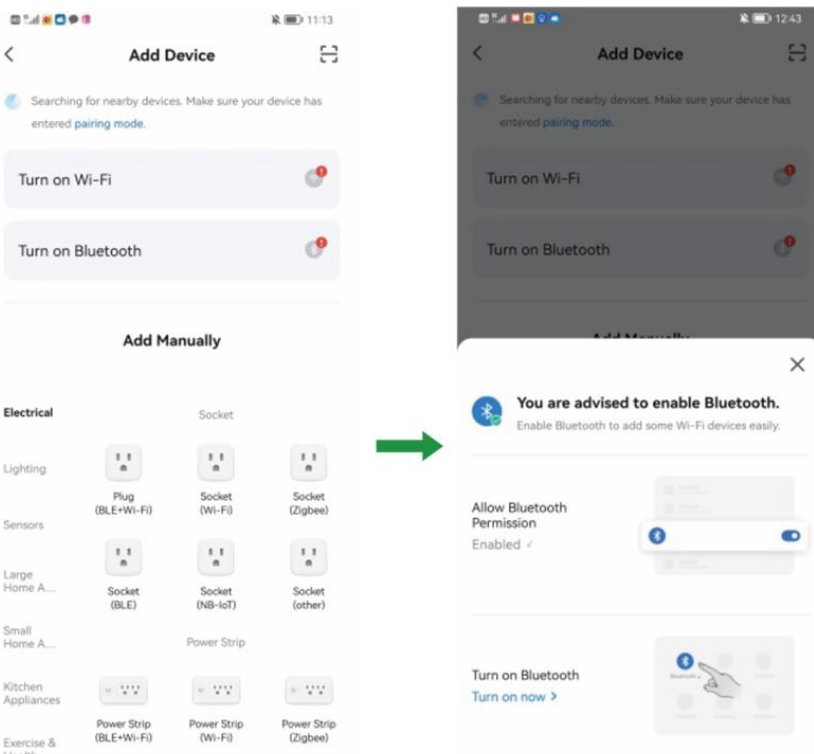 11:13
Add Device
Searching for nearby devices. Make sure your device has
entered pairing mode.
Turn on Wi-Fi
Turn on Bluetooth
Add Manually
Electrical
Socket
Lighting
Plug
(BLE+Wi-Fi)
Socket
(Wi-Fi)
Socket
(Zigbee)
Sensors
Large
Home A...
Socket
(BLE)
Socket
(NB-IoT)
Socket
(other)
Small
Home A...
Power Strip
Kitchen
Appliances
Power Strip
(BLE+Wi-Fi)
Power Strip
(Wi-Fi)
Power Strip
(Zigbee)
Exercise &
12:43
Add Device
Searching for nearby devices. Make sure your device has
entered pairing mode.
Turn on Wi-Fi
Turn on Bluetooth
Add Manually
You are advised to enable Bluetooth.
Enable Bluetooth to add some Wi-Fi devices easily.
Allow Bluetooth
Permission
Enabled ✓
Turn on Bluetooth
Turn on now >
Bluetooth